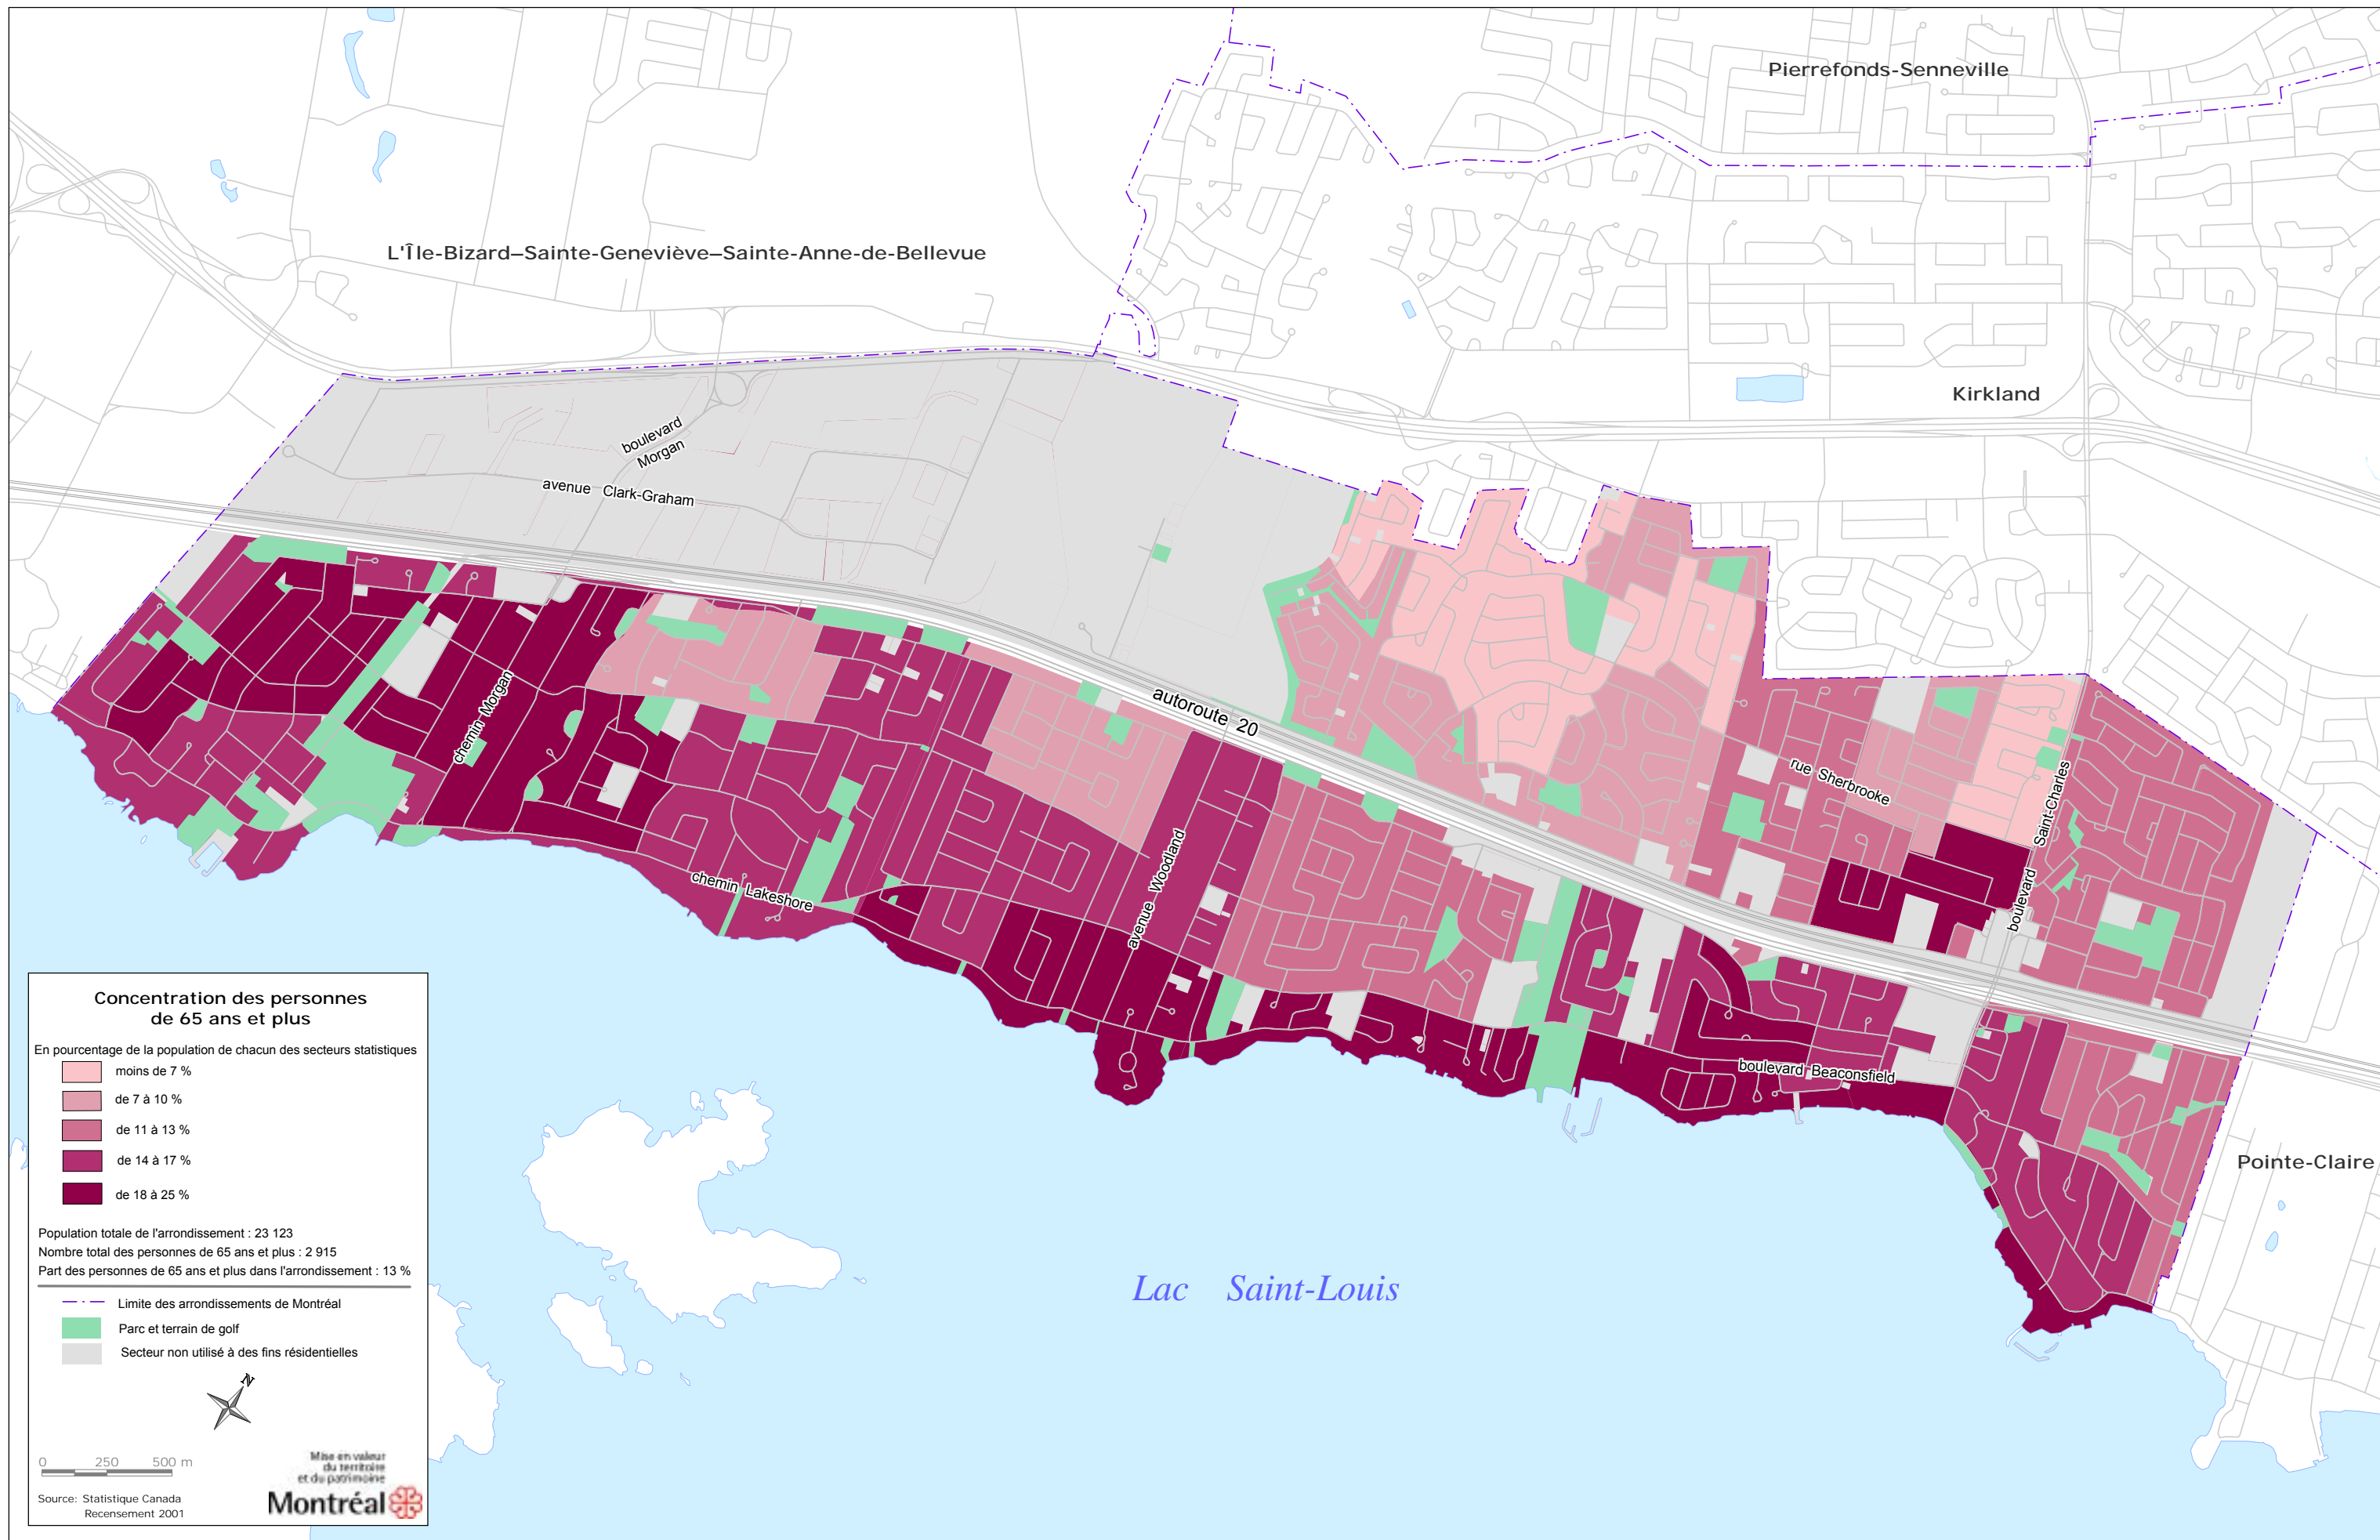 Pierrefonds-Senneville
L'Île-Bizard–Sainte-Geneviève–Sainte-Anne-de-Bellevue
Kirkland
boulevard
Morgan
avenue Clark-Graham
chemin Morgan
autoroute 20
rue Sherbrooke
boulevard Saint-Charles
avenue Woodland
chemin Lakeshore
boulevard Beaconsfield
Pointe-Claire
Lac Saint-Louis
Concentration des personnes
de 65 ans et plus
En pourcentage de la population de chacun des secteurs statistiques
moins de 7 %
de 7 à 10 %
de 11 à 13 %
de 14 à 17 %
de 18 à 25 %
Population totale de l'arrondissement : 23 123
Nombre total des personnes de 65 ans et plus : 2 915
Part des personnes de 65 ans et plus dans l'arrondissement : 13 %
Limite des arrondissements de Montréal
Parc et terrain de golf
Secteur non utilisé à des fins résidentielles
N
0 250 500 m
Mise en valeur
du territoire
et du patrimoine
Montréal
Source: Statistique Canada
Recensement 2001